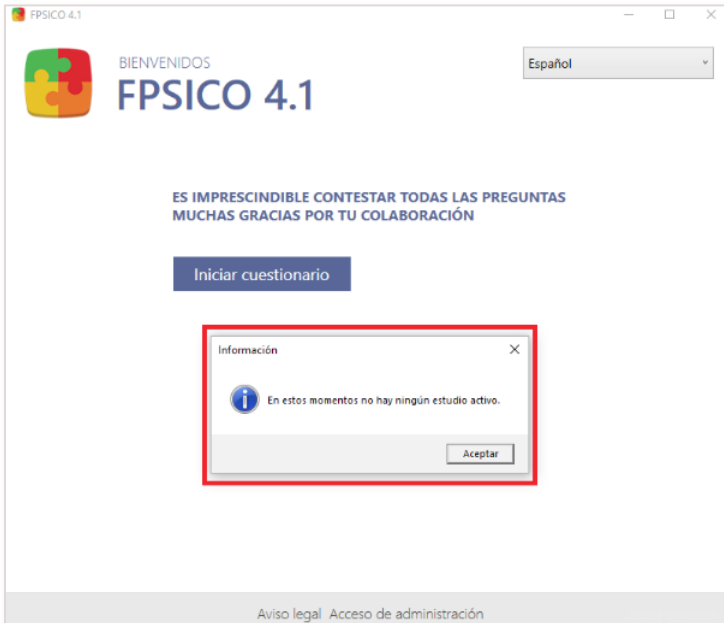 FPSICO 4.1
BIENVENIDOS
FPSICO 4.1
Español
ES IMPRESCINDIBLE CONTESTAR TODAS LAS PREGUNTAS
MUCHAS GRACIAS POR TU COLABORACIÓN
Iniciar cuestionario
Información
En estos momentos no hay ningún estudio activo.
Aceptar
Aviso legal Acceso de administración